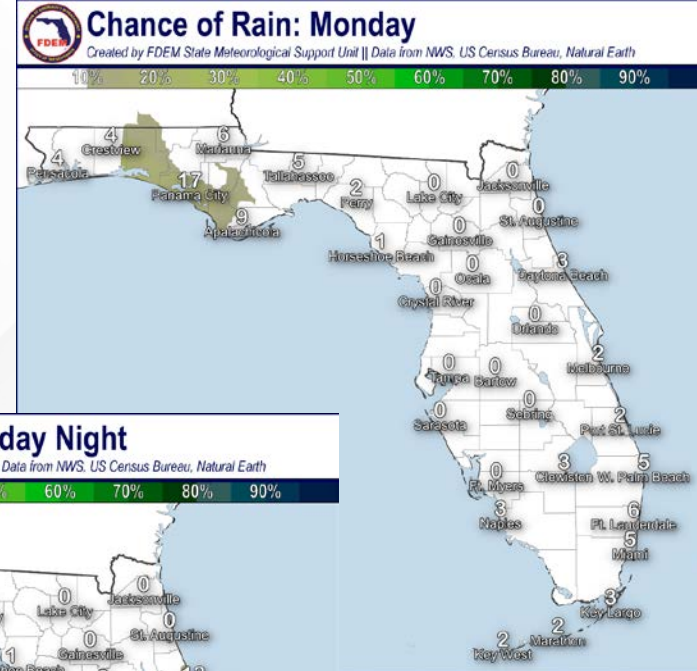 Chance of Rain: Monday
FDEM
Created by FDEM State Meteorological Support Unit || Data from NWS, US Census Bureau, Natural Earth
10% 20% 30% 40% 50% 60% 70% 80% 90%
4
Crestview
6
Marianna
4
Pensacola
5
Tallahassee
17
Panama City
2
Perry
0
Lake City
0
Jacksonville
0
St. Augustine
9
Apalachicola
0
Gainesville
1
Horseshoe Beach
0
Ocala
3
Daytona Beach
0
Crystal River
0
Orlando
2
Melbourne
0
Tampa
0
Bartow
0
Sarasota
0
Sebring
2
Port St. Lucie
0
Ft. Myers
3
Clewiston
5
W. Palm Beach
3
Naples
6
Ft. Lauderdale
5
Miami
3
Key Largo
2
Marathon
2
Key West
day Night
Data from NWS, US Census Bureau, Natural Earth
60% 70% 80% 90%
0
Lake City
0
Jacksonville
0
St. Augustine
0
Gainesville
1